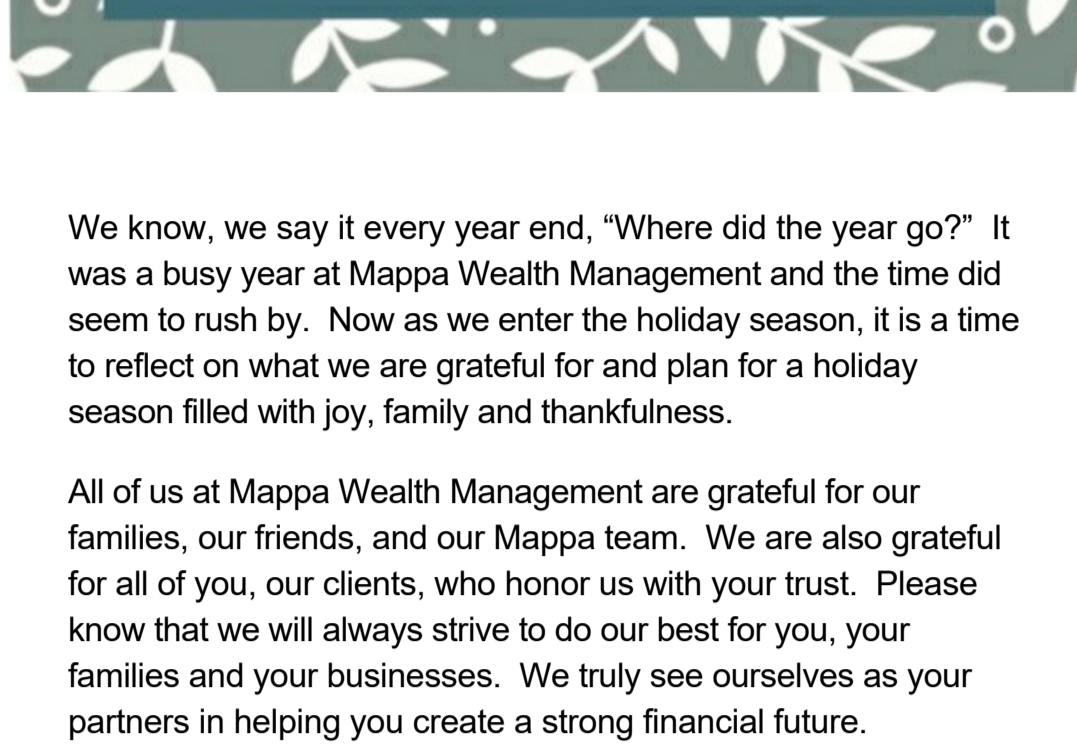 We know, we say it every year end, “Where did the year go?”  It
was a busy year at Mappa Wealth Management and the time did
seem to rush by.  Now as we enter the holiday season, it is a time
to reflect on what we are grateful for and plan for a holiday
season filled with joy, family and thankfulness.
All of us at Mappa Wealth Management are grateful for our
families, our friends, and our Mappa team.  We are also grateful
for all of you, our clients, who honor us with your trust.  Please
know that we will always strive to do our best for you, your
families and your businesses.  We truly see ourselves as your
partners in helping you create a strong financial future.